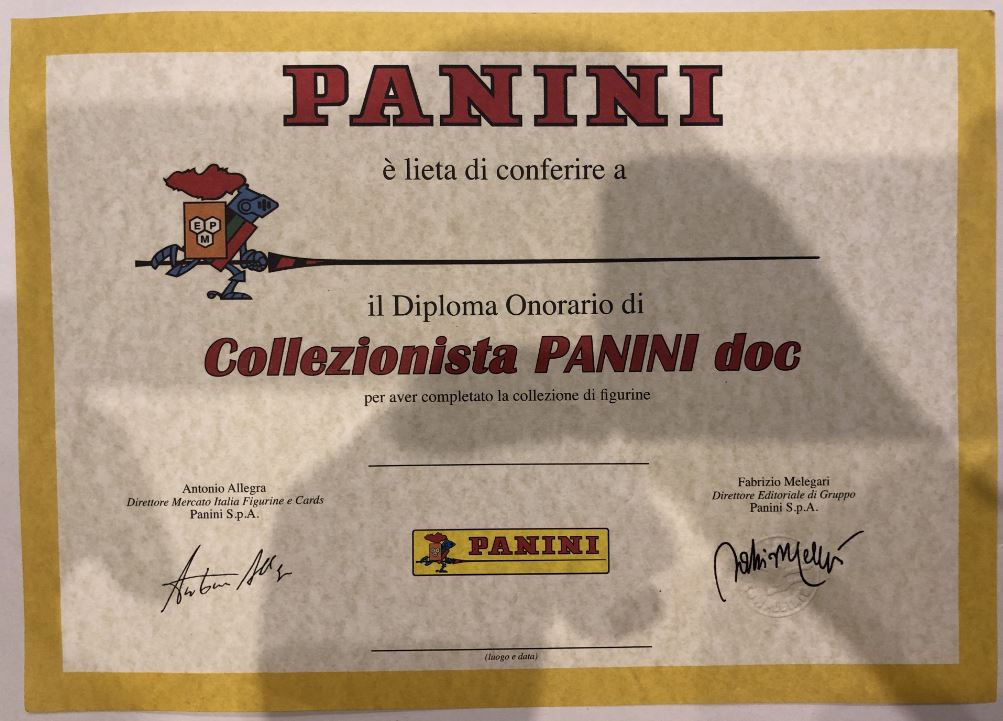 PANINI
è lieta di conferire a
E P
M
il Diploma Onorario di
Collezionista PANINI doc
per aver completato la collezione di figurine
Antonio Allegra
Direttore Mercato Italia Figurine e Cards
Panini S.p.A.
Fabrizio Melegari
Direttore Editoriale di Gruppo
Panini S.p.A.
PANINI
(luogo e data)